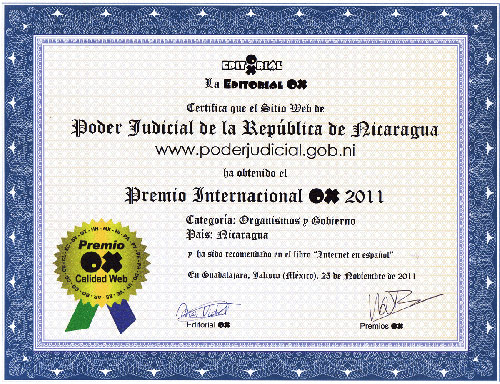 EDITORIAL OX
La EDITORIAL OX
Certifica que el Sitio Web de
Poder Judicial de la República de Nicaragua
www.poderjudicial.gob.ni
ha obtenido el
Premio Internacional OX 2011
Categoría: Organismos y Gobierno
País: Nicaragua
y ha sido recomendado en el libro "Internet en español"
En Guadalajara, Jalisco (México), 23 de Noviembre de 2011
Premio
OX
Calidad Web
Editorial OX
Premios OX